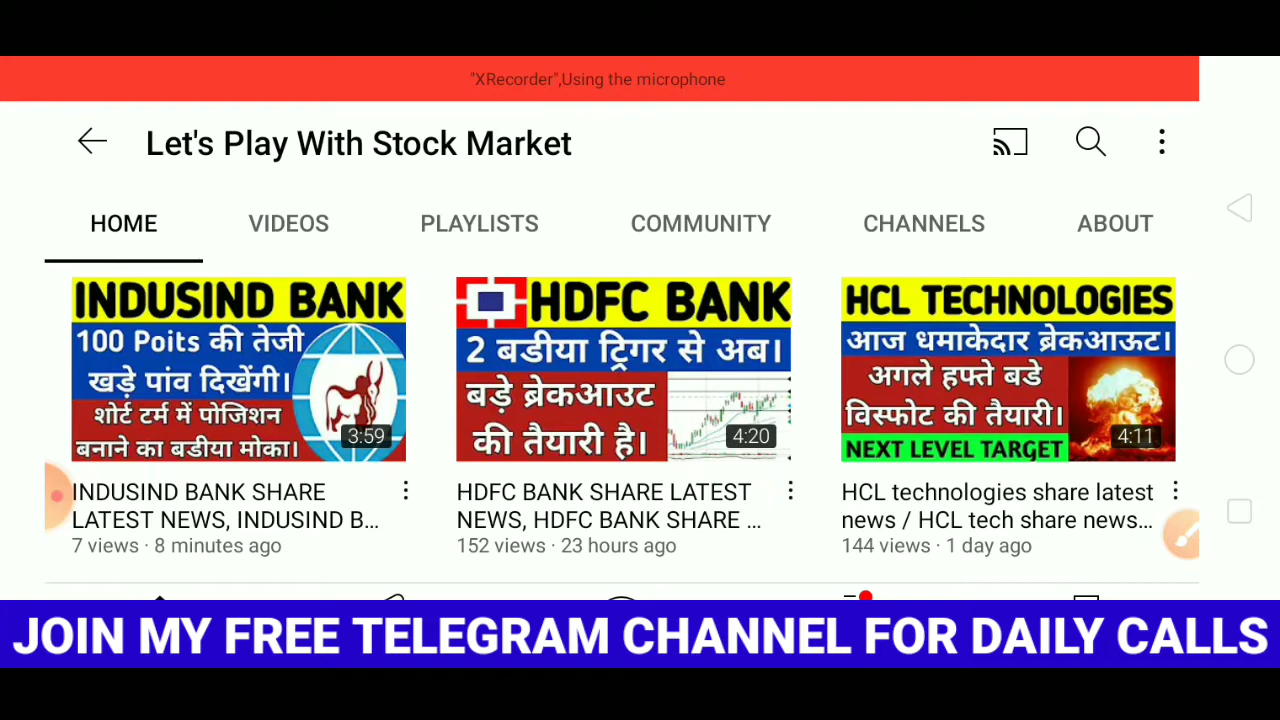 "XRecorder",Using the microphone
Let's Play With Stock Market
HOME VIDEOS PLAYLISTS COMMUNITY CHANNELS ABOUT
INDUSIND BANK
100 Poits की तेजी
खड़े पांव दिखेंगी।
शोर्ट टर्म में पोजिशन
बनाने का बडीया मोका।
3:59
INDUSIND BANK SHARE
LATEST NEWS, INDUSIND B...
7 views · 8 minutes ago
HDFC BANK
2 बडीया ट्रिगर से अब।
बड़े ब्रेकआउट
की तैयारी है।
4:20
HDFC BANK SHARE LATEST
NEWS, HDFC BANK SHARE ...
152 views · 23 hours ago
HCL TECHNOLOGIES
आज धमाकेदार ब्रेकआऊट।
अगले हफ्ते बडे
विस्फोट की तैयारी।
NEXT LEVEL TARGET
4:11
HCL technologies share latest
news / HCL tech share news...
144 views · 1 day ago
JOIN MY FREE TELEGRAM CHANNEL FOR DAILY CALLS